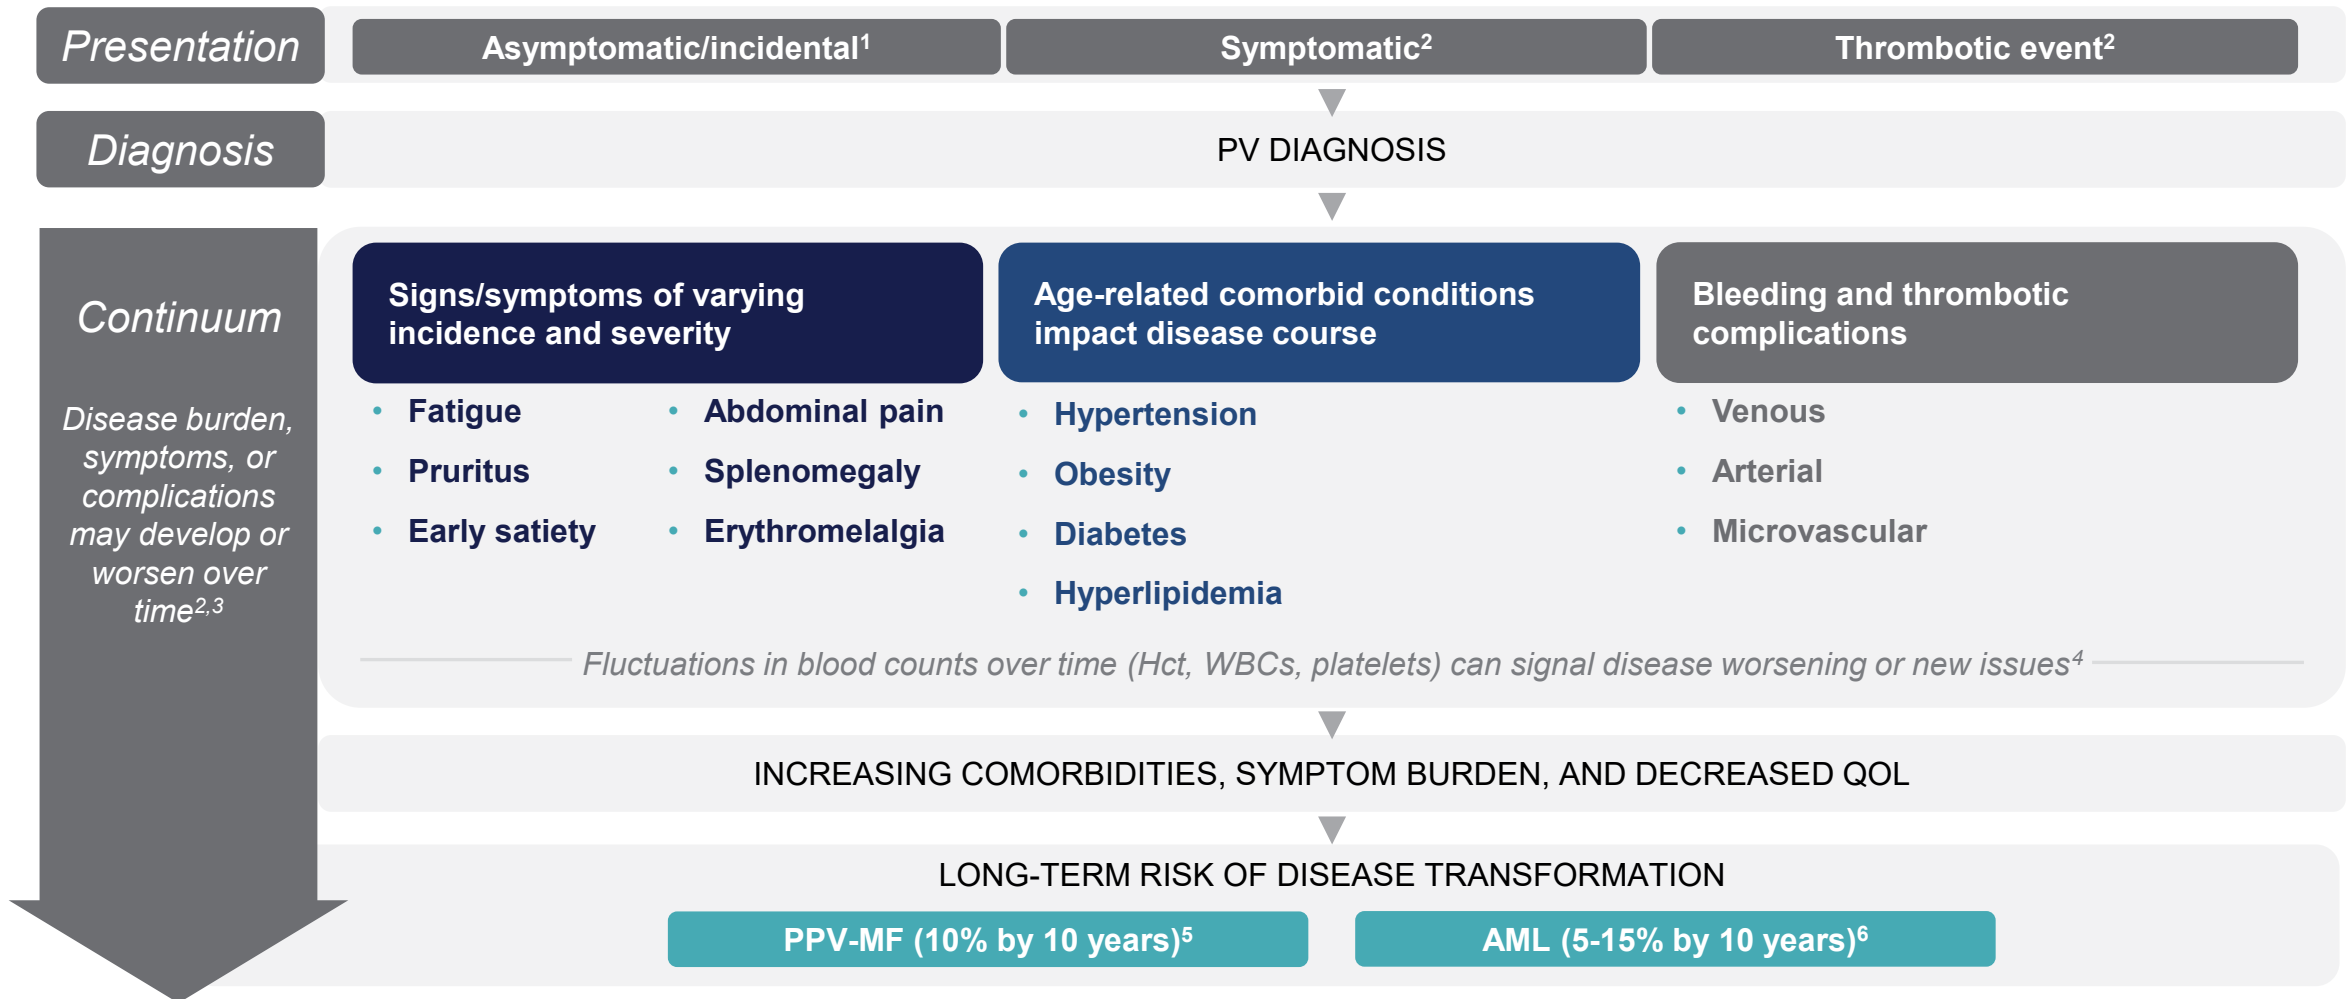 Presentation
Asymptomatic/incidental¹
Symptomatic²
Thrombotic event²
Diagnosis
PV DIAGNOSIS
Continuum
Disease burden,
symptoms, or
complications
may develop or
worsen over
time²,³
Signs/symptoms of varying
incidence and severity
• Fatigue
• Pruritus
• Early satiety
• Abdominal pain
• Splenomegaly
• Erythromelalgia
Age-related comorbid conditions
impact disease course
• Hypertension
• Obesity
• Diabetes
• Hyperlipidemia
Bleeding and thrombotic
complications
• Venous
• Arterial
• Microvascular
Fluctuations in blood counts over time (Hct, WBCs, platelets) can signal disease worsening or new issues⁴
INCREASING COMORBIDITIES, SYMPTOM BURDEN, AND DECREASED QOL
LONG-TERM RISK OF DISEASE TRANSFORMATION
PPV-MF (10% by 10 years)⁵
AML (5-15% by 10 years)⁶